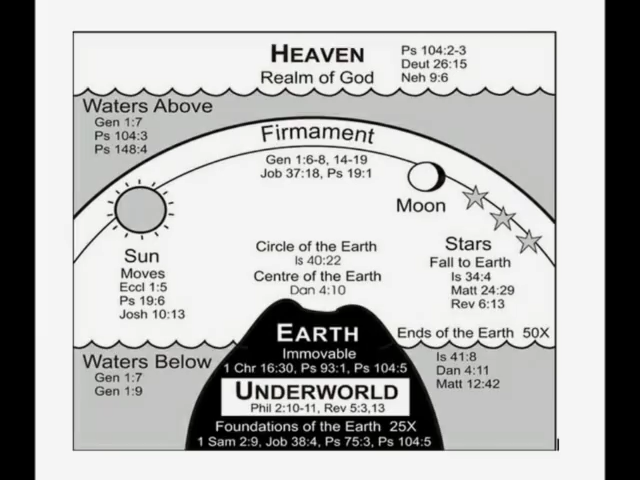 HEAVEN
Realm of God
Ps 104:2-3
Deut 26:15
Neh 9:6
Waters Above
Gen 1:7
Ps 104:3
Ps 148:4
Firmament
Gen 1:6-8, 14-19
Job 37:18, Ps 19:1
Moon
Sun
Moves
Eccl 1:5
Ps 19:6
Josh 10:13
Circle of the Earth
Is 40:22
Centre of the Earth
Dan 4:10
Stars
Fall to Earth
Is 34:4
Matt 24:29
Rev 6:13
EARTH
Immovable
1 Chr 16:30, Ps 93:1, Ps 104:5
Ends of the Earth 50X
Is 41:8
Dan 4:11
Matt 12:42
Waters Below
Gen 1:7
Gen 1:9
UNDERWORLD
Phil 2:10-11, Rev 5:3,13
Foundations of the Earth 25X
1 Sam 2:9, Job 38:4, Ps 75:3, Ps 104:5